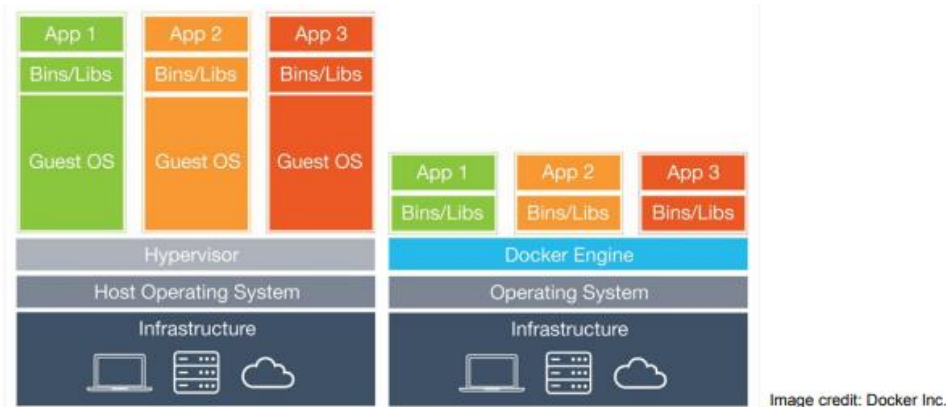 App 1 App 2 App 3
Bins/Libs Bins/Libs Bins/Libs
Guest OS Guest OS Guest OS
Hypervisor
Host Operating System
Infrastructure
App 1 App 2 App 3
Bins/Libs Bins/Libs Bins/Libs
Docker Engine
Operating System
Infrastructure
Image credit: Docker Inc.